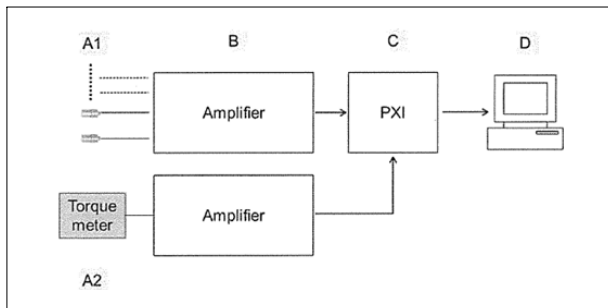 A1
B
C
D
Amplifier
PXI
Torque
meter
Amplifier
A2